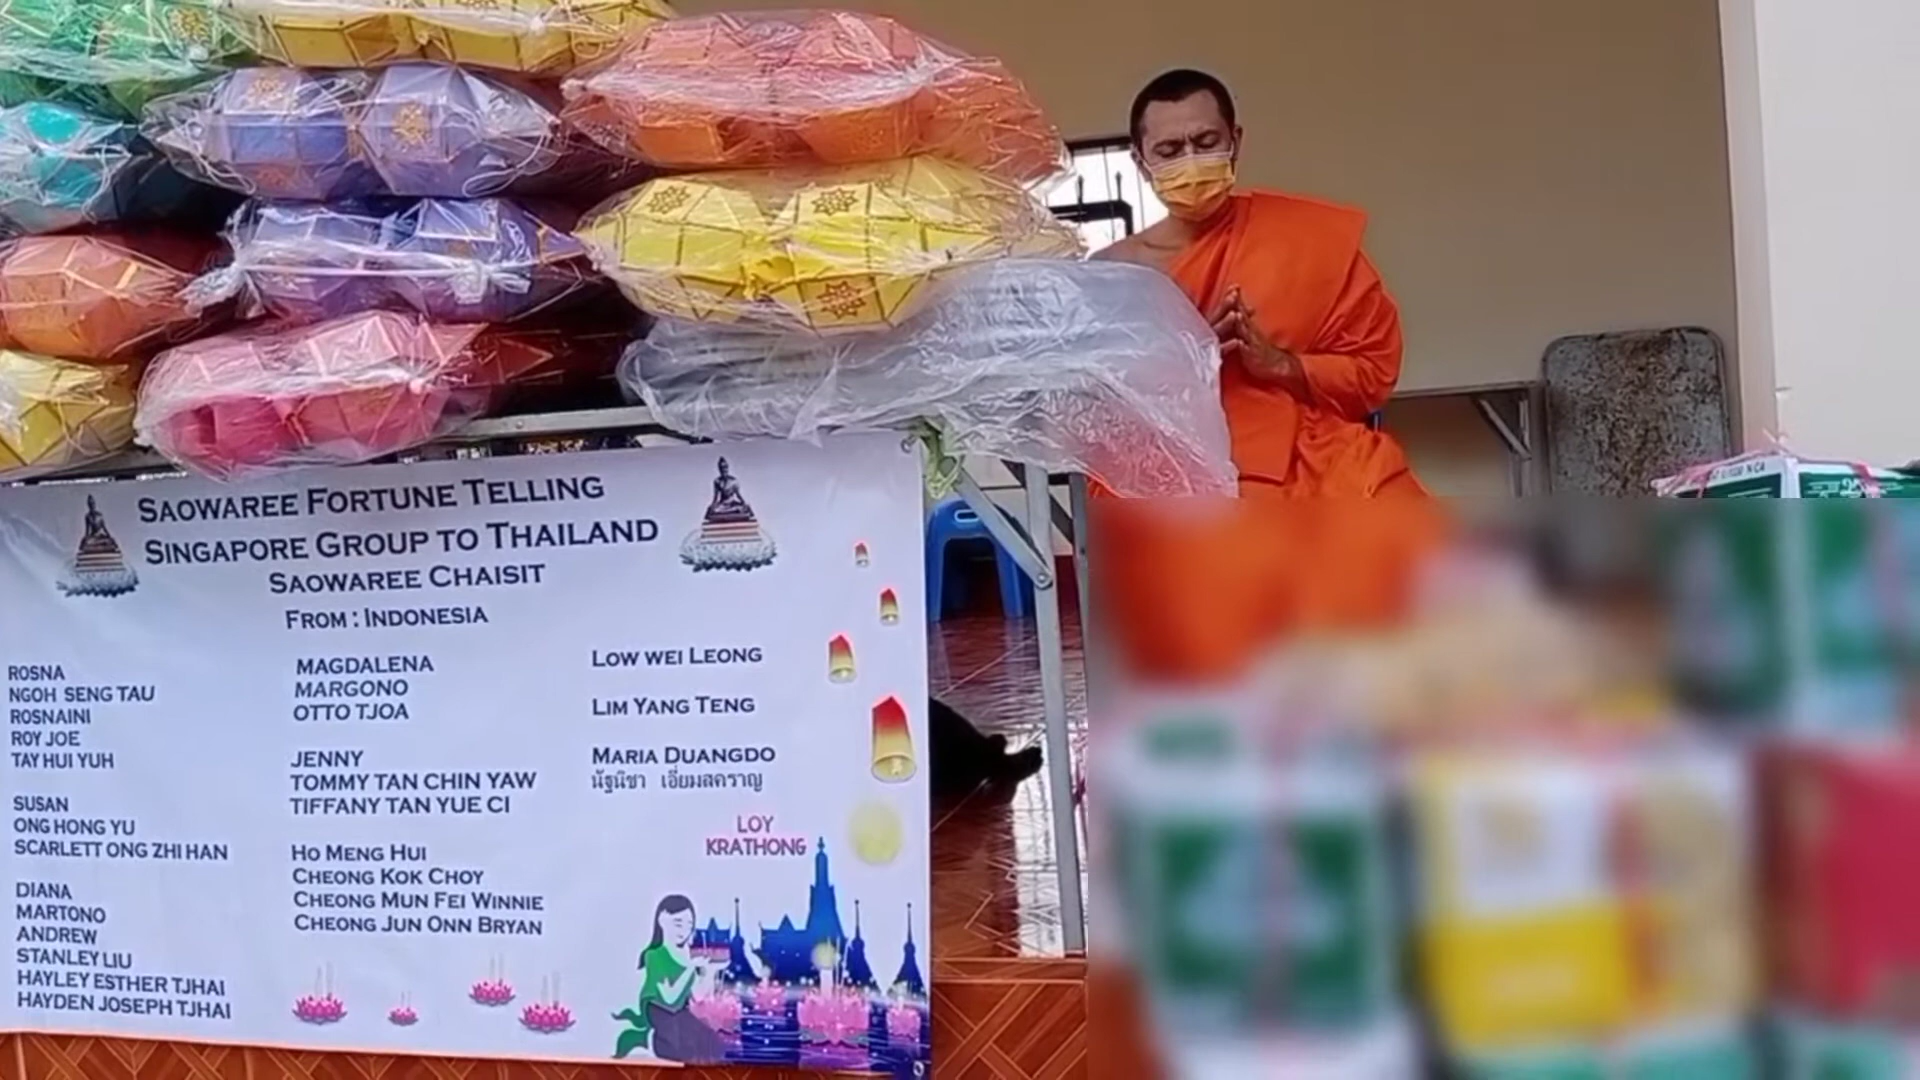 SAOWAREE FORTUNE TELLING
SINGAPORE GROUP TO THAILAND
SAOWAREE CHAISIT
FROM : INDONESIA
ROSNA
NGOH SENG TAU
ROSNAINI
ROY JOE
TAY HUI YUH
SUSAN
ONG HONG YU
SCARLETT ONG ZHI HAN
DIANA
MARTONO
ANDREW
STANLEY LIU
HAYLEY ESTHER TJHAI
HAYDEN JOSEPH TJHAI
MAGDALENA
MARGONO
OTTO TJOA
JENNY
TOMMY TAN CHIN YAW
TIFFANY TAN YUE CI
HO MENG HUI
CHEONG KOK CHOY
CHEONG MUN FEI WINNIE
CHEONG JUN ONN BRYAN
LOW WEI LEONG
LIM YANG TENG
MARIA DUANGDO
นัฐนิชา เอี่ยมสคราญ
LOY
KRATHONG